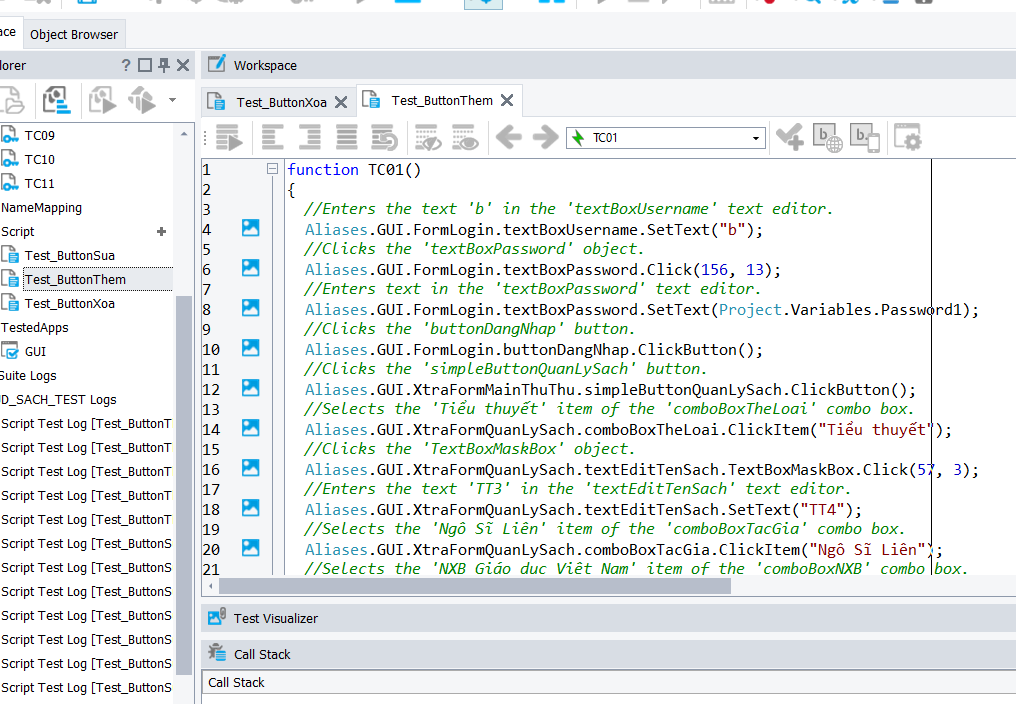 ace
Object Browser
lorer
?
Workspace
Test_ButtonXoa
Test_ButtonThem
TC01
TC09
TC10
TC11
NameMapping
Script
Test_ButtonSua
Test_ButtonThem
Test_ButtonXoa
TestedApps
GUI
Suite Logs
JD_SACH_TEST Logs
Script Test Log [Test_ButtonT
Script Test Log [Test_ButtonT
Script Test Log [Test_ButtonT
Script Test Log [Test_ButtonT
Script Test Log [Test_ButtonT
Script Test Log [Test_ButtonS
Script Test Log [Test_ButtonS
Script Test Log [Test_ButtonS
Script Test Log [Test_ButtonS
Script Test Log [Test_ButtonS
Script Test Log [Test_ButtonS
Script Test Log [Test_ButtonS
1 function TC01()
2 {
3 //Enters the text 'b' in the 'textBoxUsername' text editor.
4 Aliases.GUI.FormLogin.textBoxUsername.SetText("b");
5 //Clicks the 'textBoxPassword' object.
6 Aliases.GUI.FormLogin.textBoxPassword.Click(156, 13);
7 //Enters text in the 'textBoxPassword' text editor.
8 Aliases.GUI.FormLogin.textBoxPassword.SetText(Project.Variables.Password1);
9 //Clicks the 'buttonDangNhap' button.
10 Aliases.GUI.FormLogin.buttonDangNhap.ClickButton();
11 //Clicks the 'simpleButtonQuanLySach' button.
12 Aliases.GUI.XtraFormMainThuThu.simpleButtonQuanLySach.ClickButton();
13 //Selects the 'Tiểu thuyết' item of the 'comboBoxTheLoai' combo box.
14 Aliases.GUI.XtraFormQuanLySach.comboBoxTheLoai.ClickItem("Tiểu thuyết");
15 //Clicks the 'TextBoxMaskBox' object.
16 Aliases.GUI.XtraFormQuanLySach.textEditTenSach.TextBoxMaskBox.Click(57, 3);
17 //Enters the text 'TT3' in the 'textEditTenSach' text editor.
18 Aliases.GUI.XtraFormQuanLySach.textEditTenSach.SetText("TT4");
19 //Selects the 'Ngô Sĩ Liên' item of the 'comboBoxTacGia' combo box.
20 Aliases.GUI.XtraFormQuanLySach.comboBoxTacGia.ClickItem("Ngô Sĩ Liên");
21 //Selects the 'NXB Giáo dục Việt Nam' item of the 'comboBoxNXB' combo box.
Test Visualizer
Call Stack
Call Stack